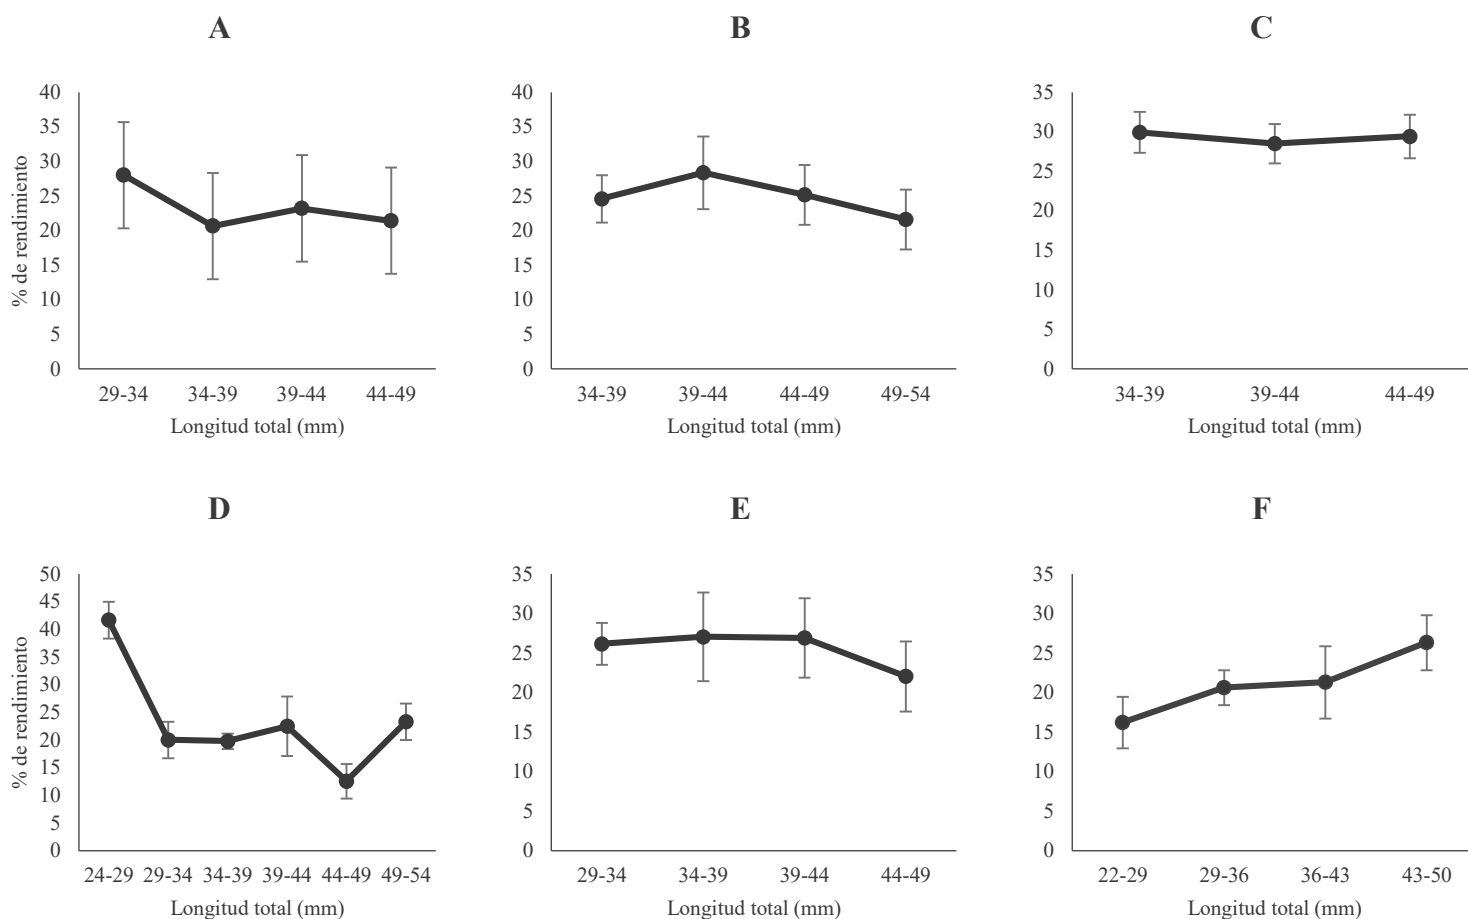 A
B
C
% de rendimiento
40
35
30
25
20
15
10
5
0
29-34 34-39 39-44 44-49
Longitud total (mm)
40
35
30
25
20
15
10
5
0
34-39 39-44 44-49 49-54
Longitud total (mm)
35
30
25
20
15
10
5
0
34-39 39-44 44-49
Longitud total (mm)
D
E
F
% de rendimiento
50
45
40
35
30
25
20
15
10
5
0
24-29 29-34 34-39 39-44 44-49 49-54
Longitud total (mm)
35
30
25
20
15
10
5
0
29-34 34-39 39-44 44-49
Longitud total (mm)
35
30
25
20
15
10
5
0
22-29 29-36 36-43 43-50
Longitud total (mm)